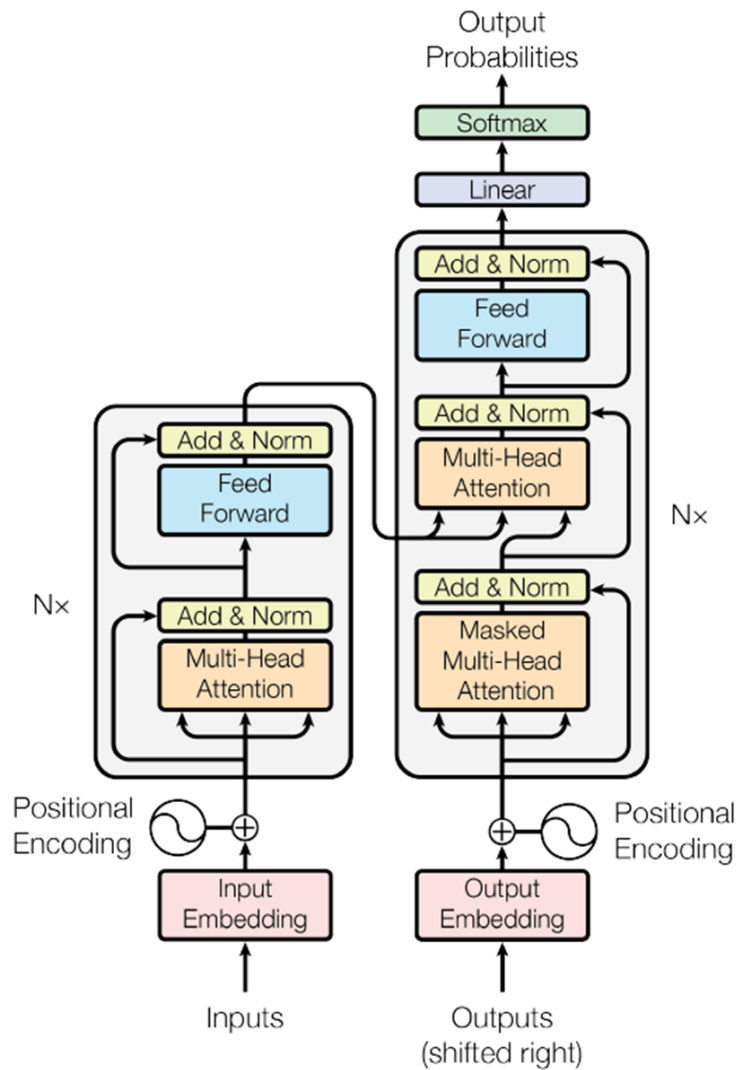 Output
Probabilities
Softmax
Linear
Add & Norm
Feed
Forward
Add & Norm
Multi-Head
Attention
Add & Norm
Masked
Multi-Head
Attention
Nx
Add & Norm
Feed
Forward
Add & Norm
Multi-Head
Attention
Nx
Positional
Encoding
Positional
Encoding
Input
Embedding
Output
Embedding
Inputs
Outputs
(shifted right)